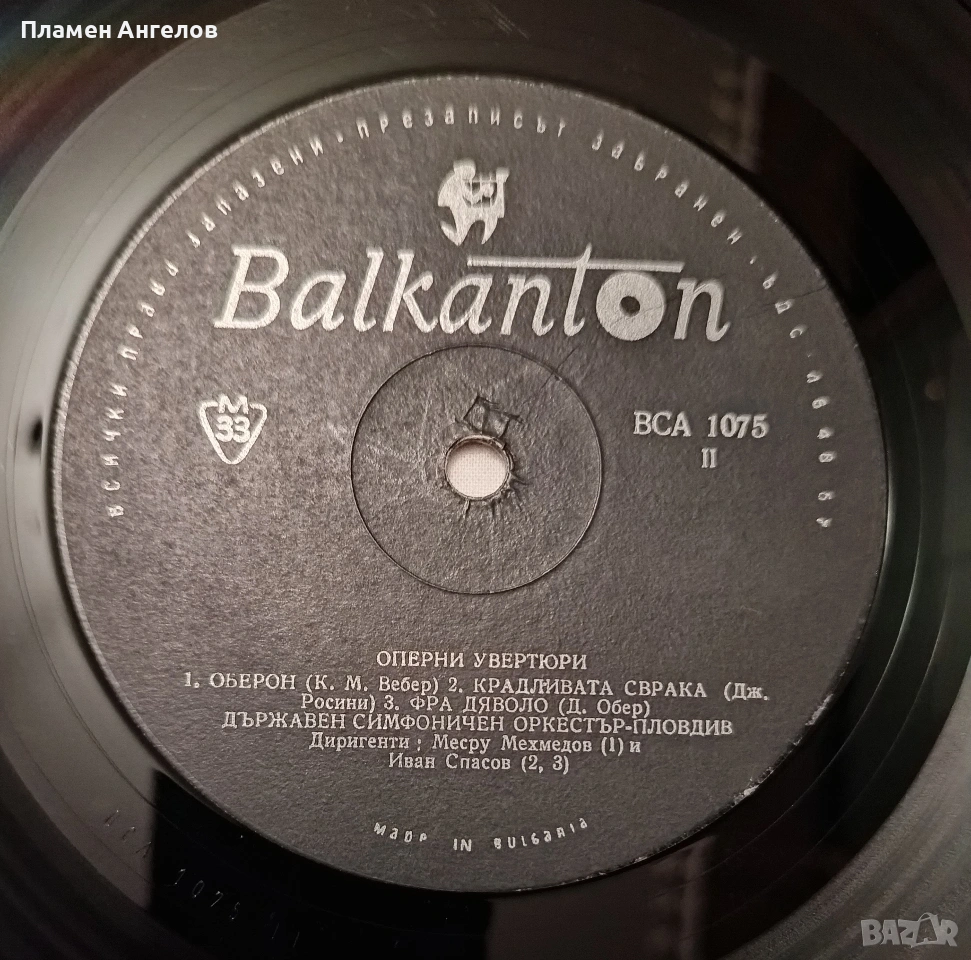 Пламен Ангелов
ВСИЧКИ ПРАВА ЗАПАЗЕНИ. ПРЕЗАПИСЪТ ЗАБРАНЕН. БДС
Balkanton
M
33
ВСА 1075
II
ОПЕРНИ УВЕРТЮРИ
1. ОБЕРОН (К. М. Вебер) 2. КРАДЛИВАТА СВРАКА (Дж.
Росини) 3. ФРА ДЯВОЛО (Д. Обер)
ДЪРЖАВЕН СИМФОНИЧЕН ОРКЕСТЪР-ПЛОВДИВ
Диригенти ; Месру Мехмедов (1) и
Иван Спасов (2, 3)
MADE IN BULGARIA
1075
BAZAR